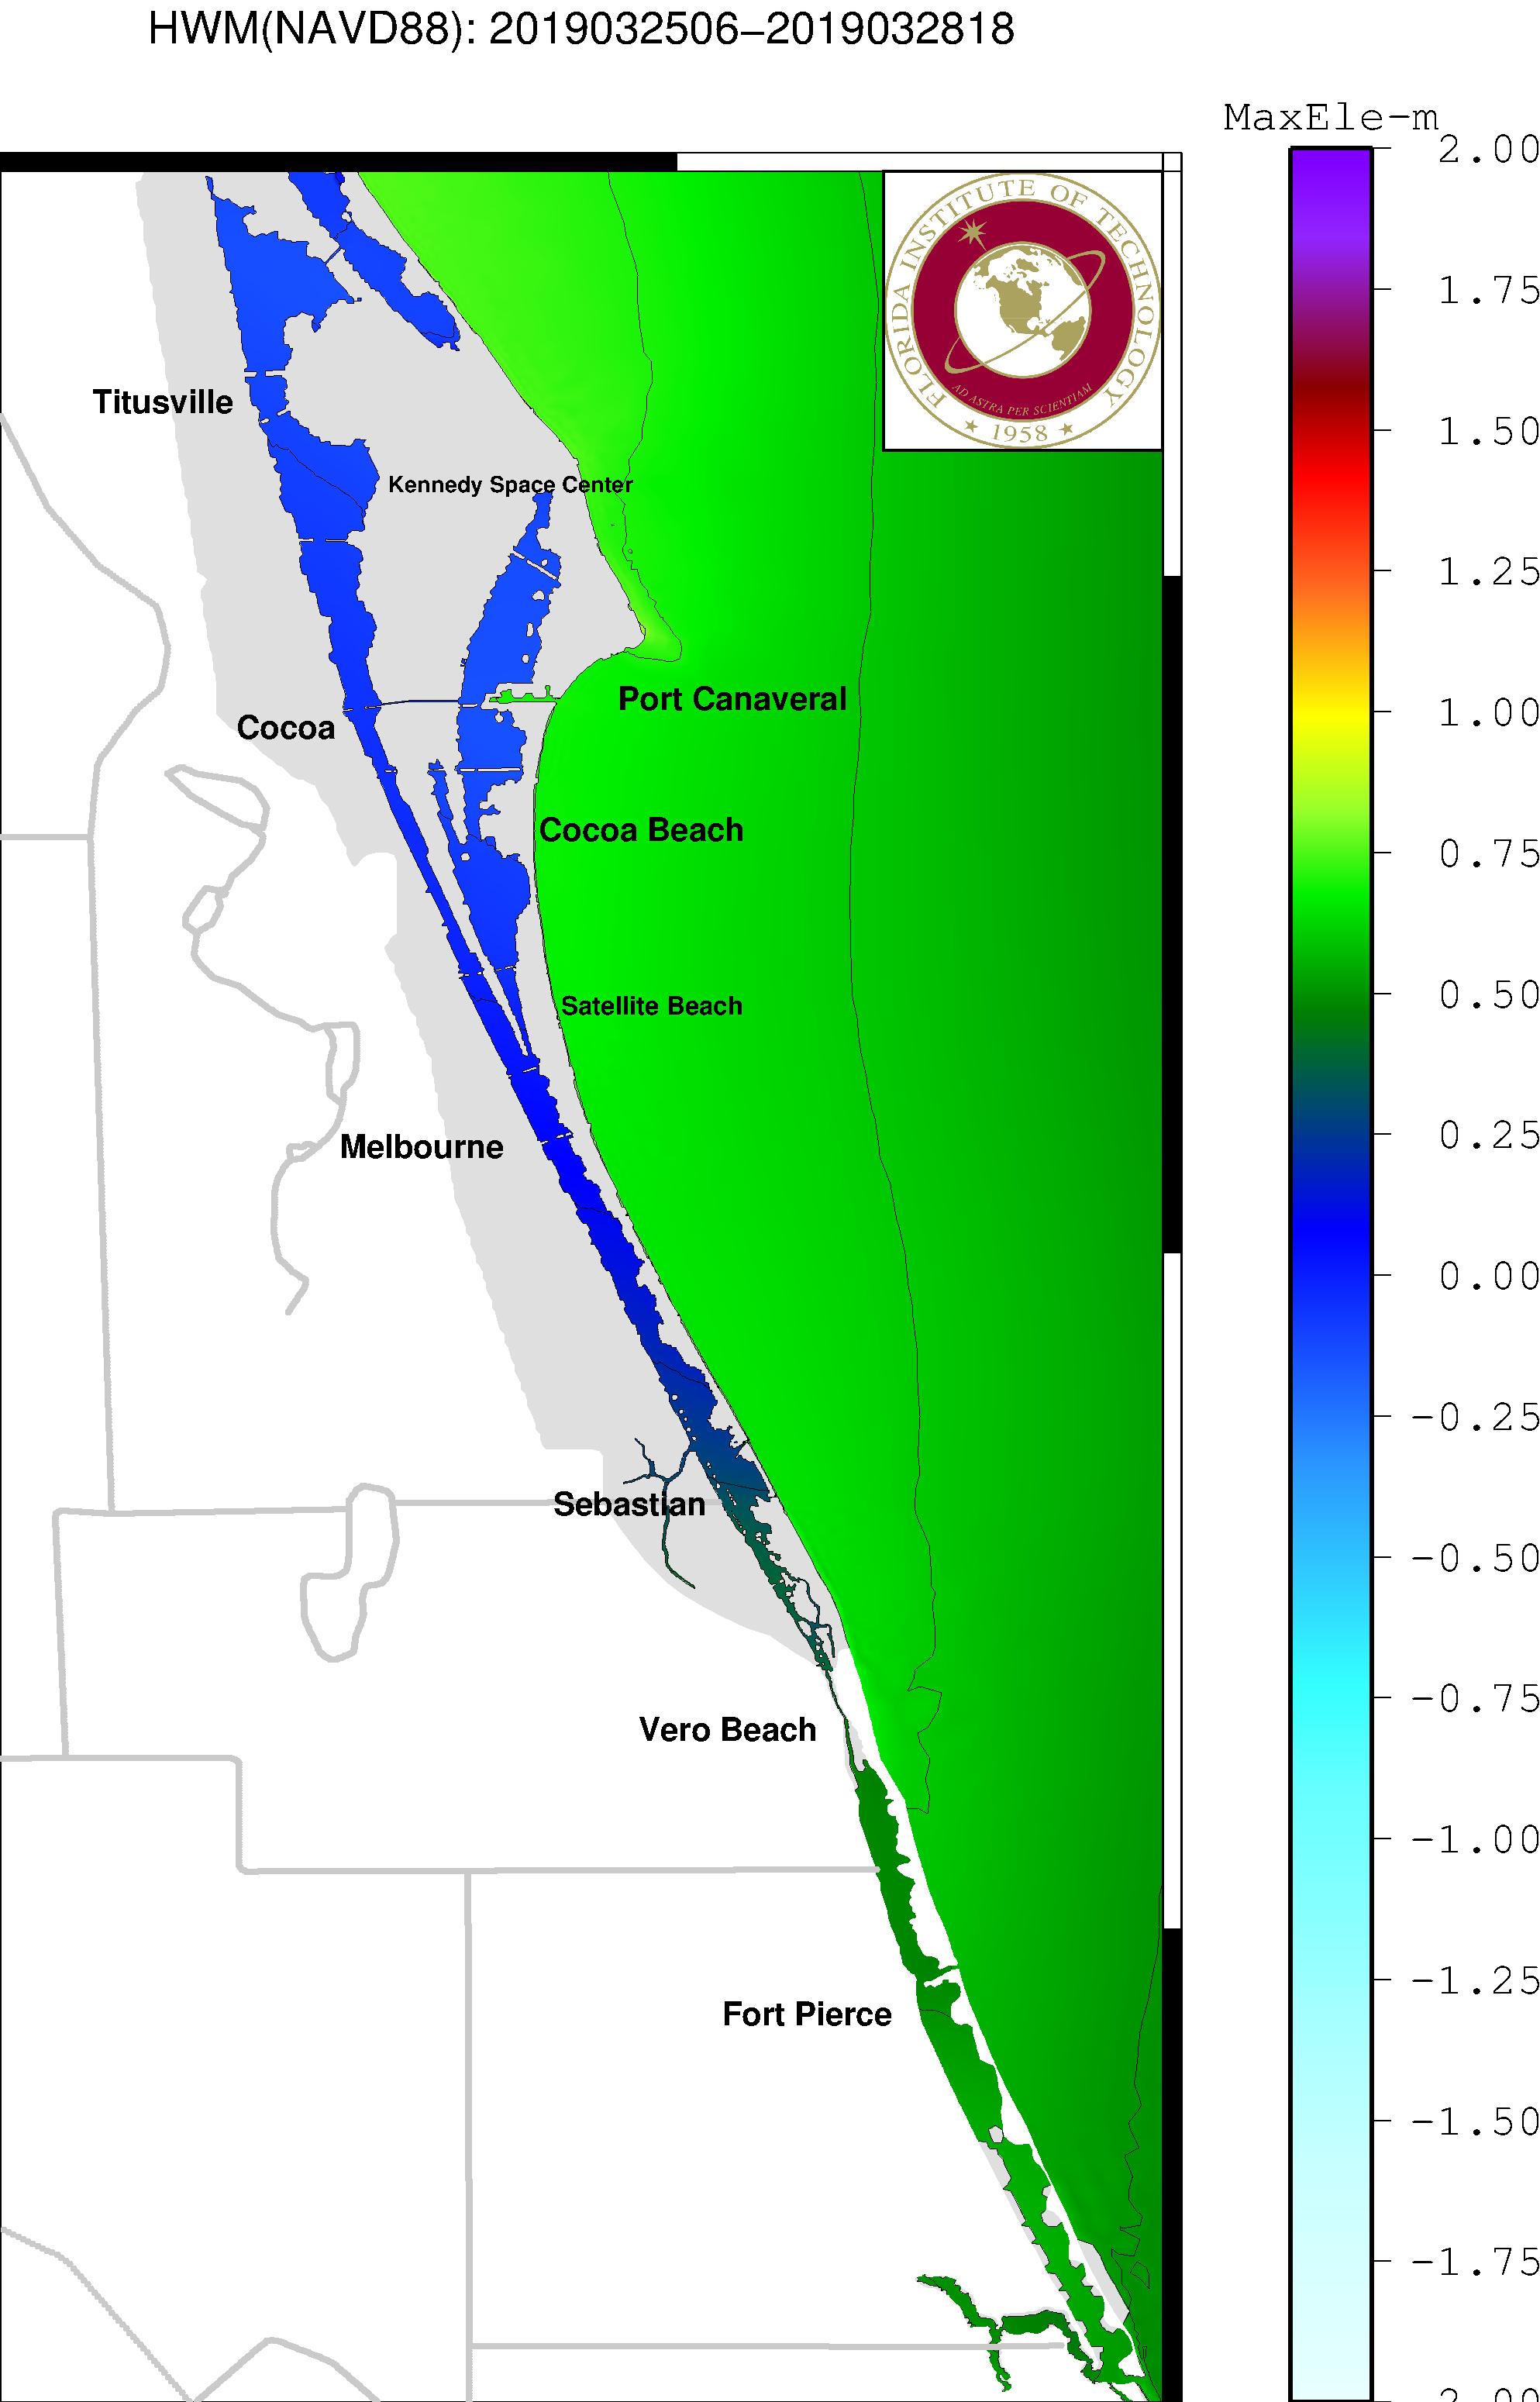 HWM(NAVD88): 2019032506−2019032818
MaxEle−m
2.00
1.75
1.50
1.25
1.00
0.75
0.50
0.25
0.00
−0.25
−0.50
−0.75
−1.00
−1.25
−1.50
−1.75
2.00
FLORIDA INSTITUTE OF TECHNOLOGY
AD ASTRA PER SCIENTIAM
1958
Titusville
Kennedy Space Center
Port Canaveral
Cocoa
Cocoa Beach
Satellite Beach
Melbourne
Sebastian
Vero Beach
Fort Pierce